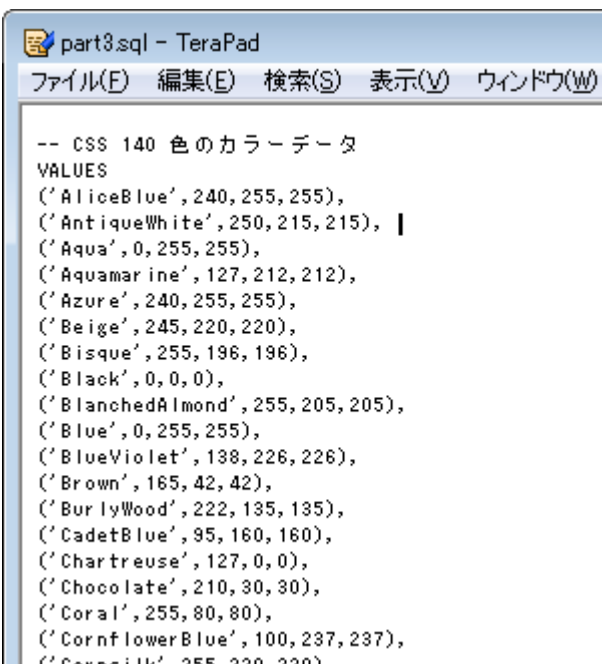 part3.sql - TeraPad
ファイル(F) 編集(E) 検索(S) 表示(V) ウィンドウ(W)
-- CSS 140 色のカラーデータ
VALUES
('AliceBlue',240,255,255),
('AntiqueWhite',250,215,215),
('Aqua',0,255,255),
('Aquamarine',127,212,212),
('Azure',240,255,255),
('Beige',245,220,220),
('Bisque',255,196,196),
('Black',0,0,0),
('BlanchedAlmond',255,205,205),
('Blue',0,255,255),
('BlueViolet',138,226,226),
('Brown',165,42,42),
('BurlyWood',222,135,135),
('CadetBlue',95,160,160),
('Chartreuse',127,0,0),
('Chocolate',210,30,30),
('Coral',255,80,80),
('CornflowerBlue',100,237,237),